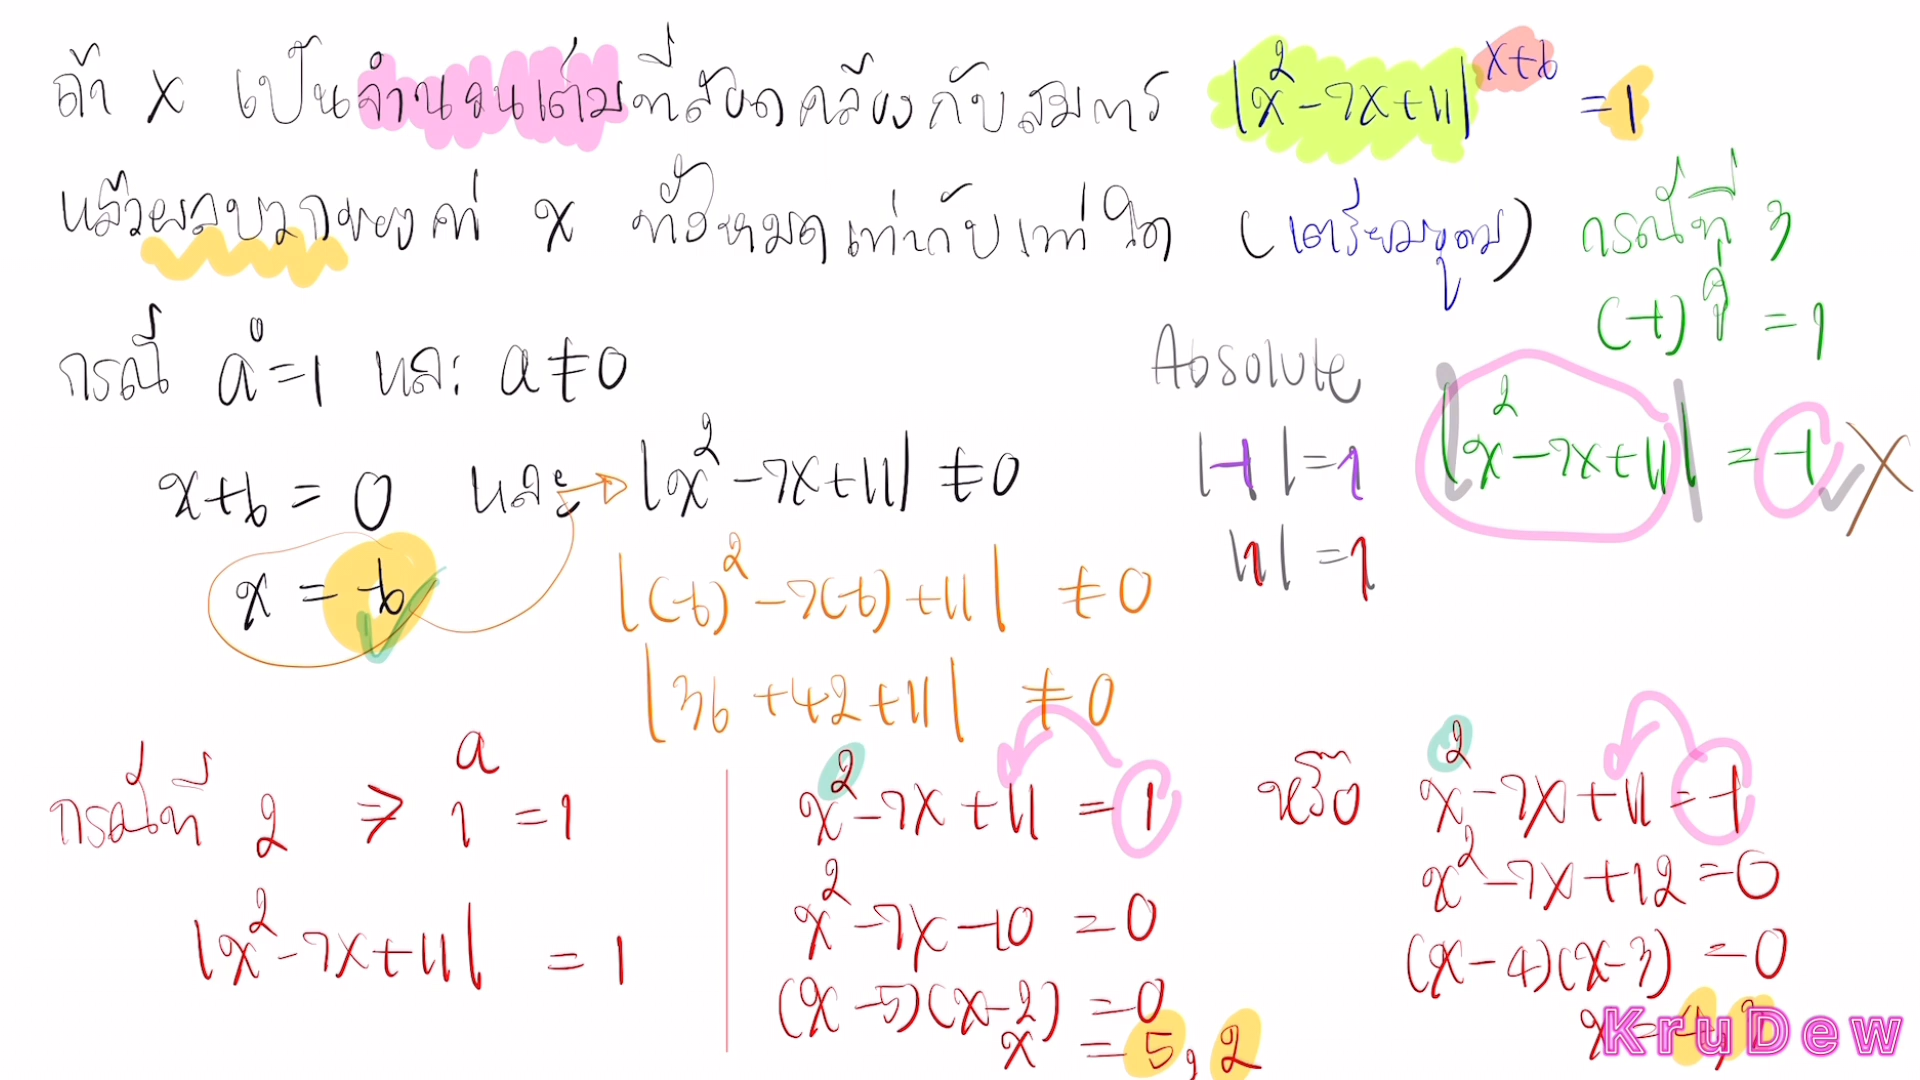 ถ้า x เป็นจำนวนเต็มที่สอดคล้องกับสมการ |x²-7x+11|^(x+6) = 1
แล้วผลบวกของค่า x ทั้งหมดเท่ากับเท่าใด (เตรียมอุดม)
กรณีที่ 3
(-1)^คู่ = 1
กรณี a⁰=1 และ a≠0
Absolute
|x²-7x+11| = -1 ✓ X
x+6 = 0 และ |x²-7x+11| ≠0
|-1|=1
|1|=1
x = -6 ✓
|(-6)²-7(-6)+11| ≠0
|36+42+11| ≠0
กรณีที่ 2 ⇒ 1^a =1
|x²-7x+11| = 1
x²-7x+11 = 1
x²-7x-10 = 0
(x-5)(x-2) = 0
x = 5, 2
หรือ x²-7x+11=-1
x²-7x+12=0
(x-4)(x-3) =0
x=4,3
KruDew